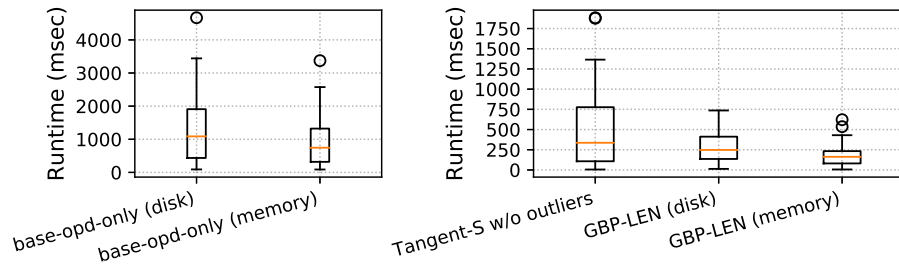 Runtime (msec)
4000
3000
2000
1000
0
base-opd-only (disk)
base-opd-only (memory)
Runtime (msec)
1750
1500
1250
1000
750
500
250
0
Tangent-S w/o outliers
GBP-LEN (disk)
GBP-LEN (memory)